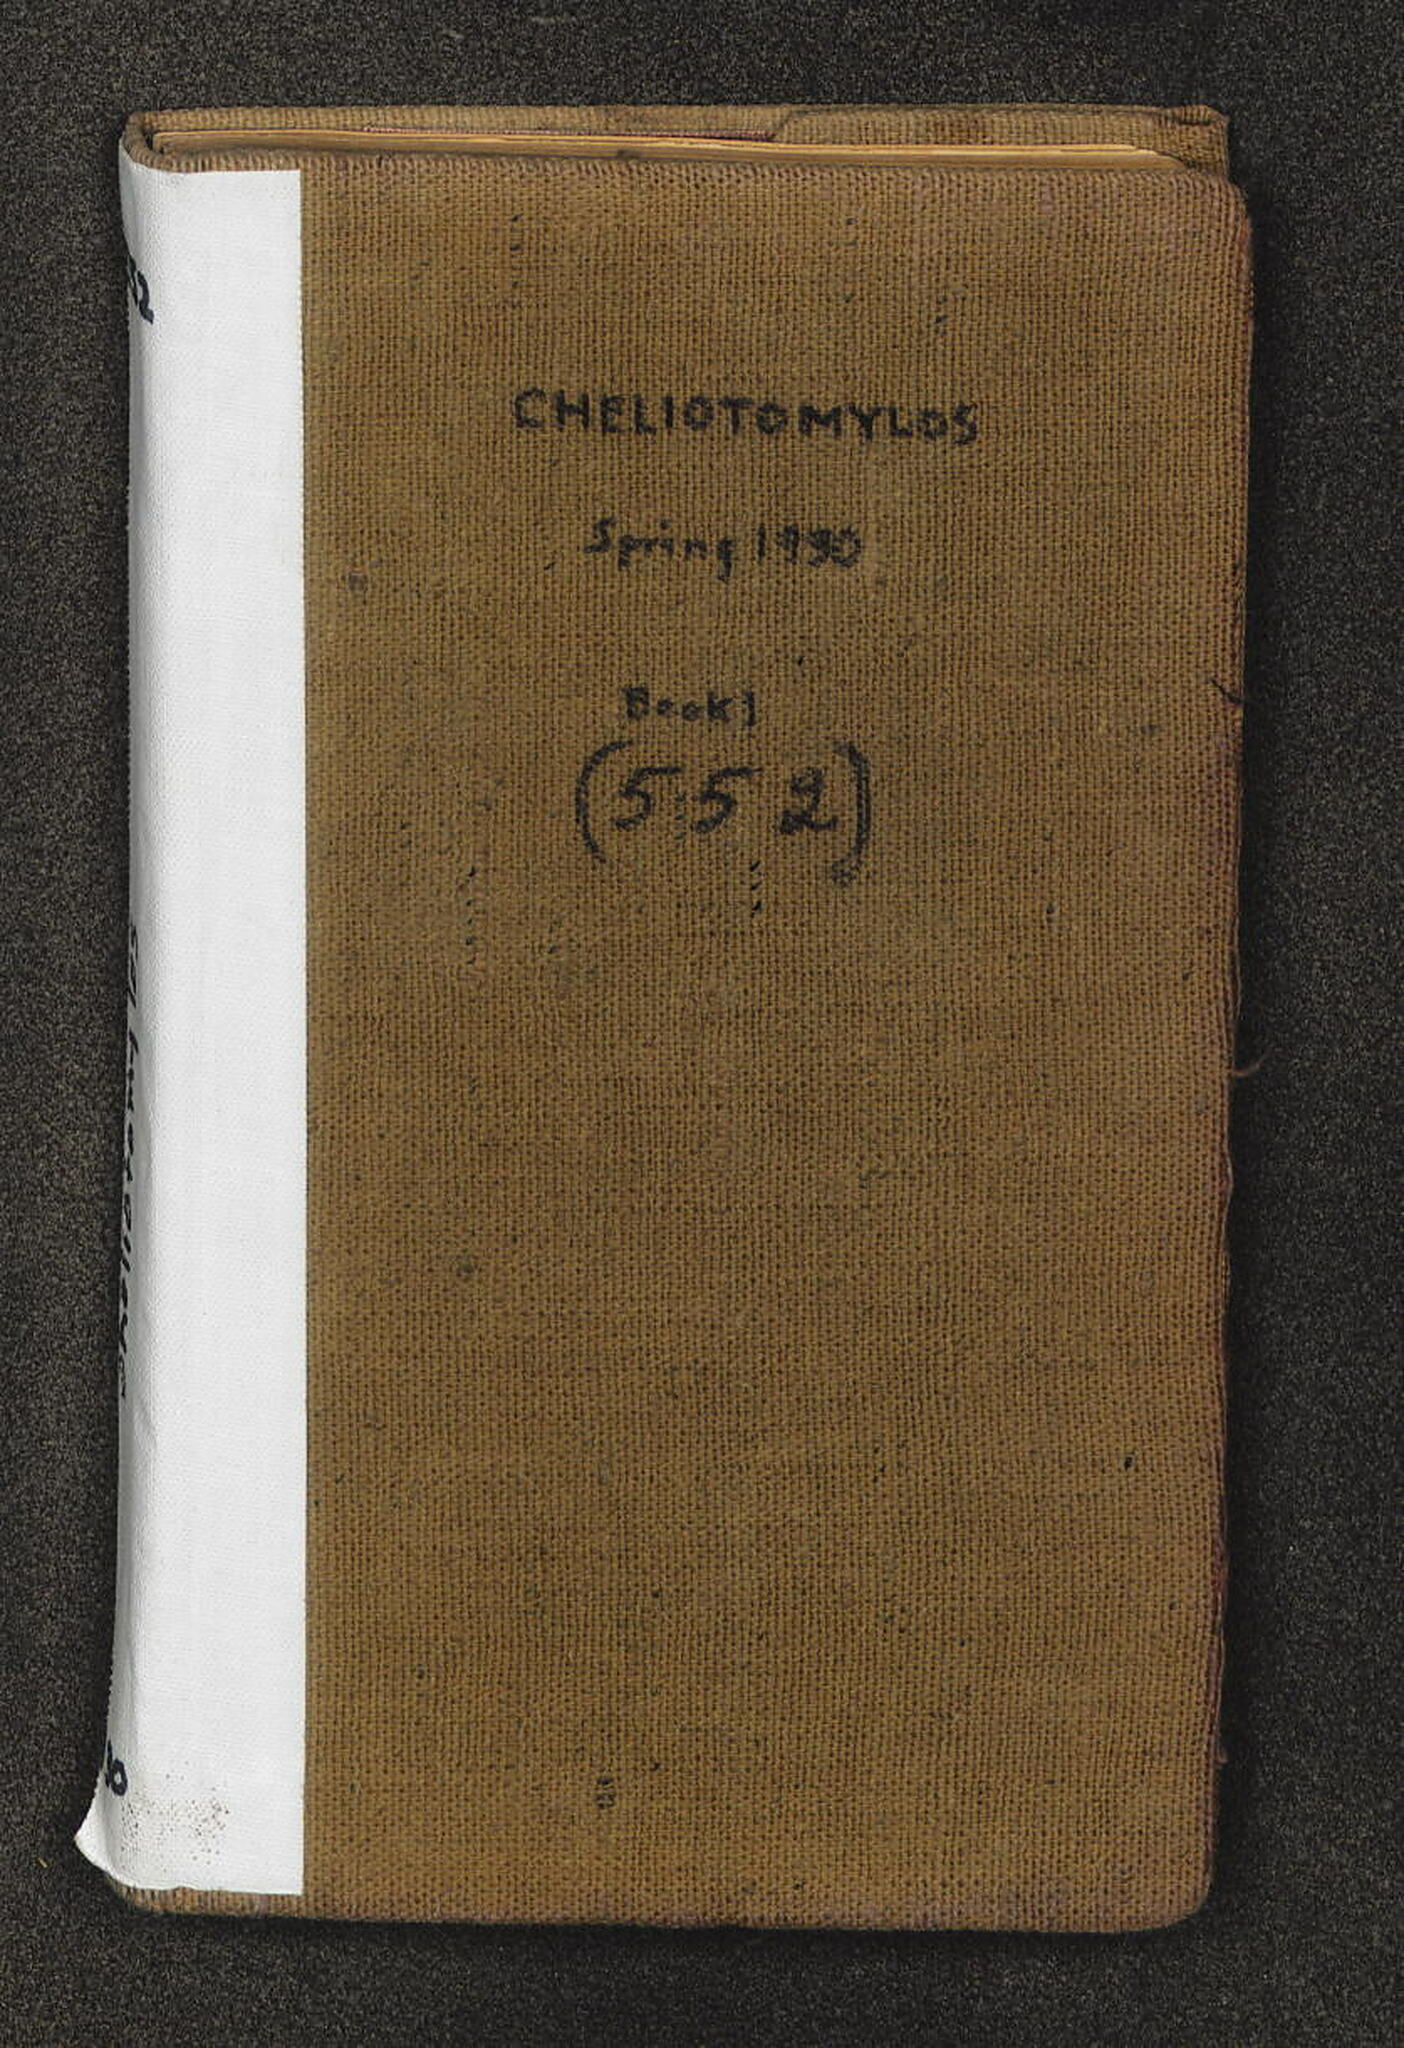 CHELIOTOMYLOS
Spring 1930
Book 1
(552)